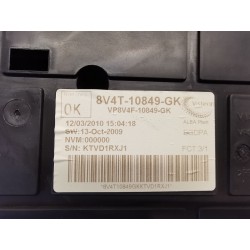 OK
8V4T-10849-GK
VP8V4F-10849-GK
12/03/2010 15:04:18
SW: 13-Oct-2009
NVM:000000
S/N: KTVD1RXJ1
PCT 3/1